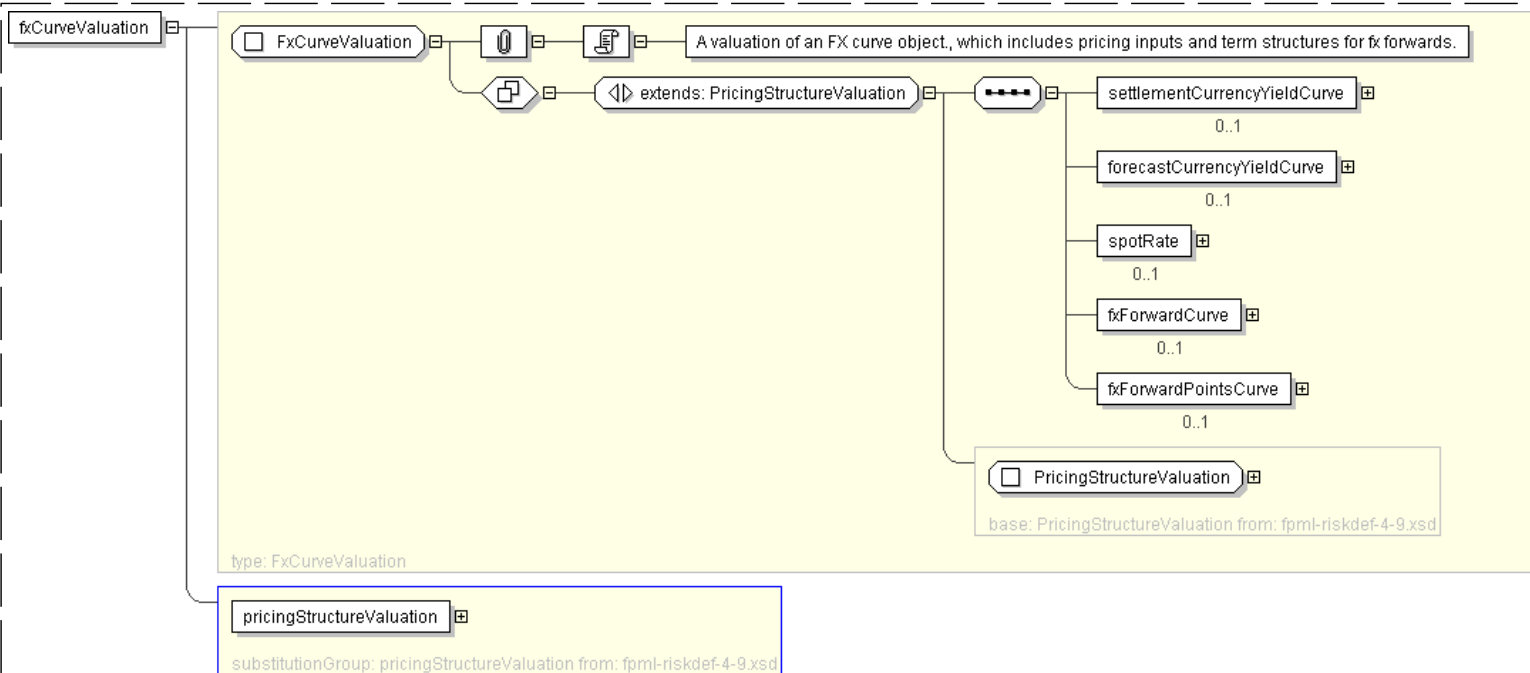 fxCurveValuation
FxCurveValuation
A valuation of an FX curve object., which includes pricing inputs and term structures for fx forwards.
extends: PricingStructureValuation
settlementCurrencyYieldCurve
0..1
forecastCurrencyYieldCurve
0..1
spotRate
0..1
fxForwardCurve
0..1
fxForwardPointsCurve
0..1
PricingStructureValuation
base: PricingStructureValuation from: fpml-riskdef-4-9.xsd
type: FxCurveValuation
pricingStructureValuation
substitutionGroup: pricingStructureValuation from: fpml-riskdef-4-9.xsd